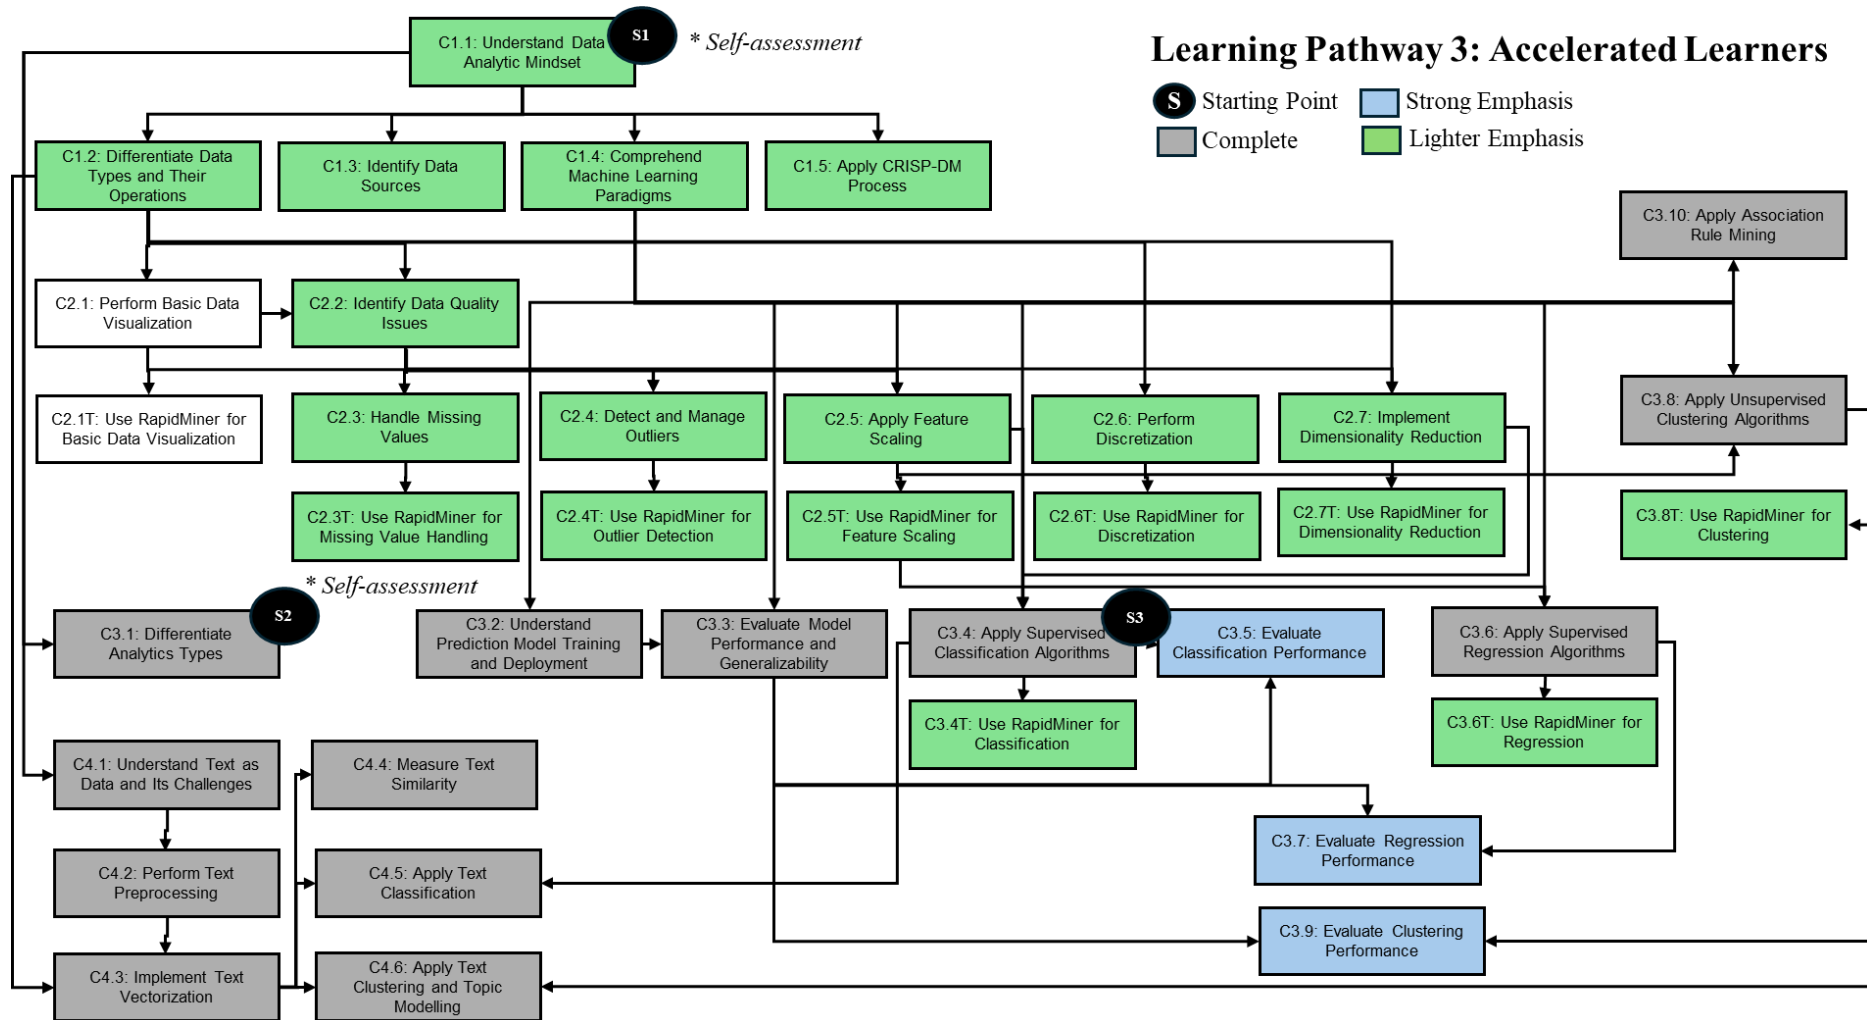 C1.1: Understand Data
Analytic Mindset
S1
* Self-assessment
Learning Pathway 3: Accelerated Learners
S
Starting Point
Strong Emphasis
Complete
Lighter Emphasis
C1.2: Differentiate Data
Types and Their
Operations
C1.3: Identify Data
Sources
C1.4: Comprehend
Machine Learning
Paradigms
C1.5: Apply CRISP-DM
Process
C3.10: Apply Association
Rule Mining
C2.1: Perform Basic Data
Visualization
C2.2: Identify Data Quality
Issues
C2.1T: Use RapidMiner for
Basic Data Visualization
C2.3: Handle Missing
Values
C2.4: Detect and Manage
Outliers
C2.5: Apply Feature
Scaling
C2.6: Perform
Discretization
C2.7: Implement
Dimensionality Reduction
C3.8: Apply Unsupervised
Clustering Algorithms
C2.3T: Use RapidMiner for
Missing Value Handling
C2.4T: Use RapidMiner for
Outlier Detection
C2.5T: Use RapidMiner for
Feature Scaling
C2.6T: Use RapidMiner for
Discretization
C2.7T: Use RapidMiner for
Dimensionality Reduction
C3.8T: Use RapidMiner for
Clustering
* Self-assessment
S2
C3.1: Differentiate
Analytics Types
C3.2: Understand
Prediction Model Training
and Deployment
C3.3: Evaluate Model
Performance and
Generalizability
C3.4: Apply Supervised
Classification Algorithms
S3
C3.5: Evaluate
Classification Performance
C3.6: Apply Supervised
Regression Algorithms
C3.4T: Use RapidMiner for
Classification
C3.6T: Use RapidMiner for
Regression
C4.1: Understand Text as
Data and Its Challenges
C4.4: Measure Text
Similarity
C3.7: Evaluate Regression
Performance
C4.2: Perform Text
Preprocessing
C4.5: Apply Text
Classification
C3.9: Evaluate Clustering
Performance
C4.3: Implement Text
Vectorization
C4.6: Apply Text
Clustering and Topic
Modelling